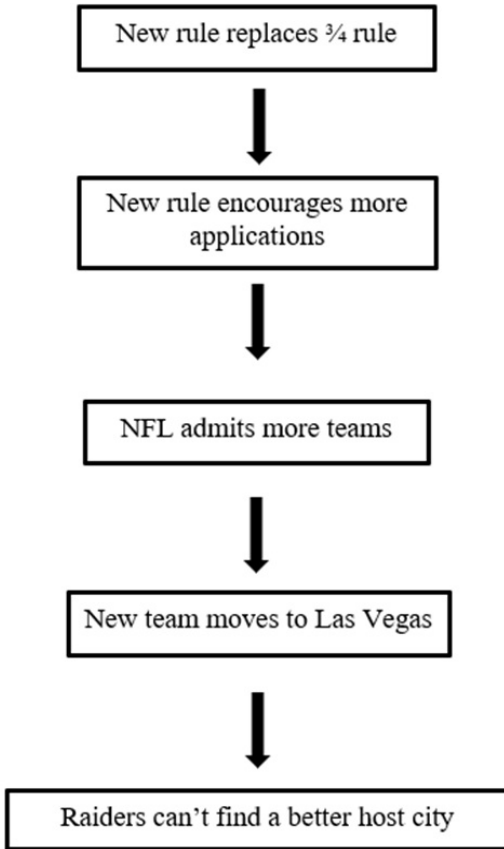 New rule replaces ¾ rule
New rule encourages more
applications
NFL admits more teams
New team moves to Las Vegas
Raiders can’t find a better host city